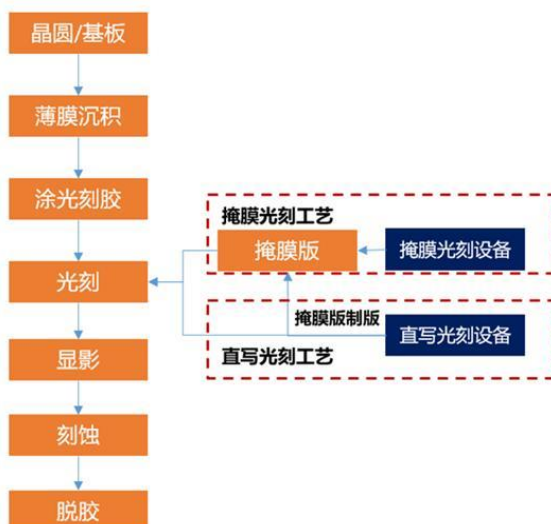 晶圆/基板
薄膜沉积
涂光刻胶
光刻
显影
刻蚀
脱胶
掩膜光刻工艺
掩膜版
掩膜光刻设备
掩膜版制版
直写光刻设备
直写光刻工艺